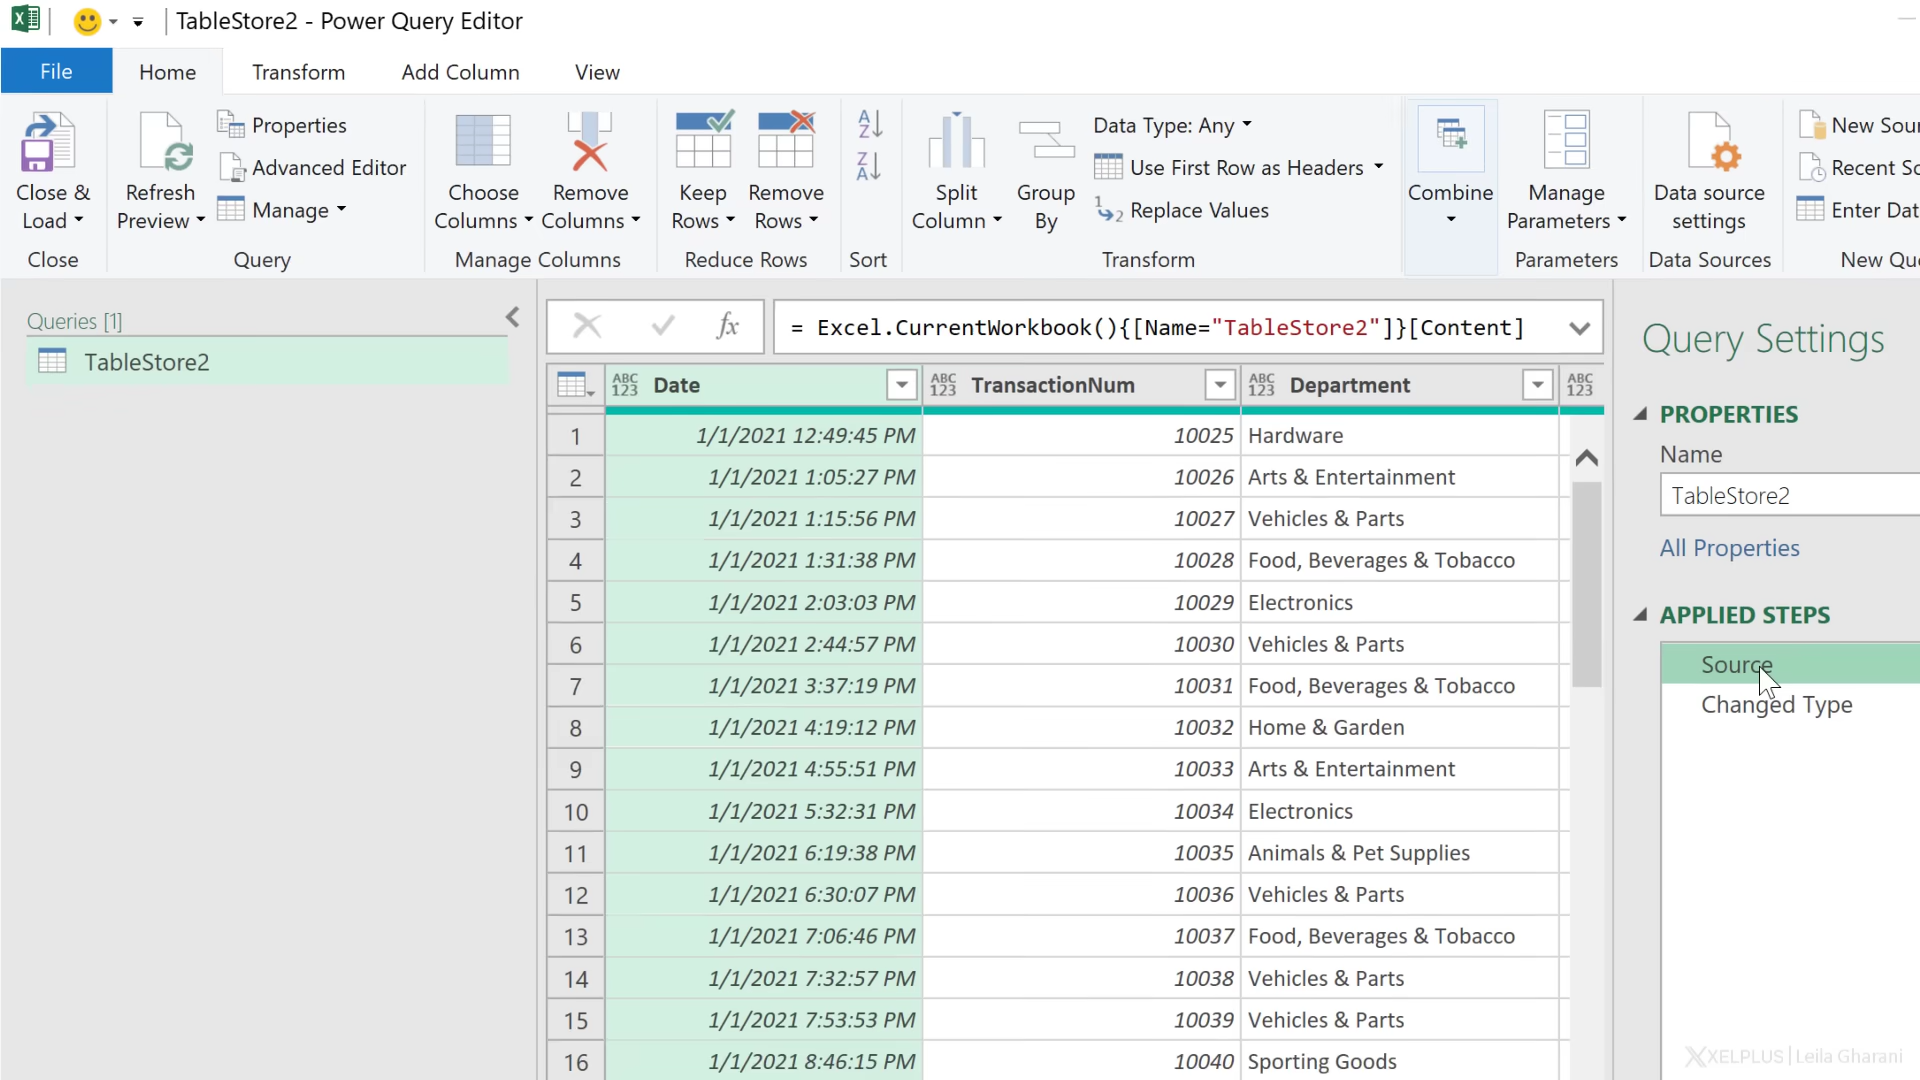 TableStore2 - Power Query Editor
File Home Transform Add Column View
Close & Load
Close
Refresh Preview
Properties
Advanced Editor
Manage
Query
Choose Columns
Remove Columns
Manage Columns
Keep Rows
Remove Rows
Reduce Rows
A Z
Z A
Sort
Split Column
Group By
Data Type: Any
Use First Row as Headers
1 2 Replace Values
Transform
Combine
Manage Parameters
Parameters
Data source settings
Data Sources
New Sour
Recent So
Enter Dat
New Qu
Queries [1]
TableStore2
fx = Excel.CurrentWorkbook(){[Name="TableStore2"]}[Content]
ABC 123 Date ABC 123 TransactionNum ABC 123 Department ABC 123
1 1/1/2021 12:49:45 PM 10025 Hardware
2 1/1/2021 1:05:27 PM 10026 Arts & Entertainment
3 1/1/2021 1:15:56 PM 10027 Vehicles & Parts
4 1/1/2021 1:31:38 PM 10028 Food, Beverages & Tobacco
5 1/1/2021 2:03:03 PM 10029 Electronics
6 1/1/2021 2:44:57 PM 10030 Vehicles & Parts
7 1/1/2021 3:37:19 PM 10031 Food, Beverages & Tobacco
8 1/1/2021 4:19:12 PM 10032 Home & Garden
9 1/1/2021 4:55:51 PM 10033 Arts & Entertainment
10 1/1/2021 5:32:31 PM 10034 Electronics
11 1/1/2021 6:19:38 PM 10035 Animals & Pet Supplies
12 1/1/2021 6:30:07 PM 10036 Vehicles & Parts
13 1/1/2021 7:06:46 PM 10037 Food, Beverages & Tobacco
14 1/1/2021 7:32:57 PM 10038 Vehicles & Parts
15 1/1/2021 7:53:53 PM 10039 Vehicles & Parts
16 1/1/2021 8:46:15 PM 10040 Sporting Goods
Query Settings
PROPERTIES
Name
TableStore2
All Properties
APPLIED STEPS
Source
Changed Type
XELPLUS | Leila Gharani